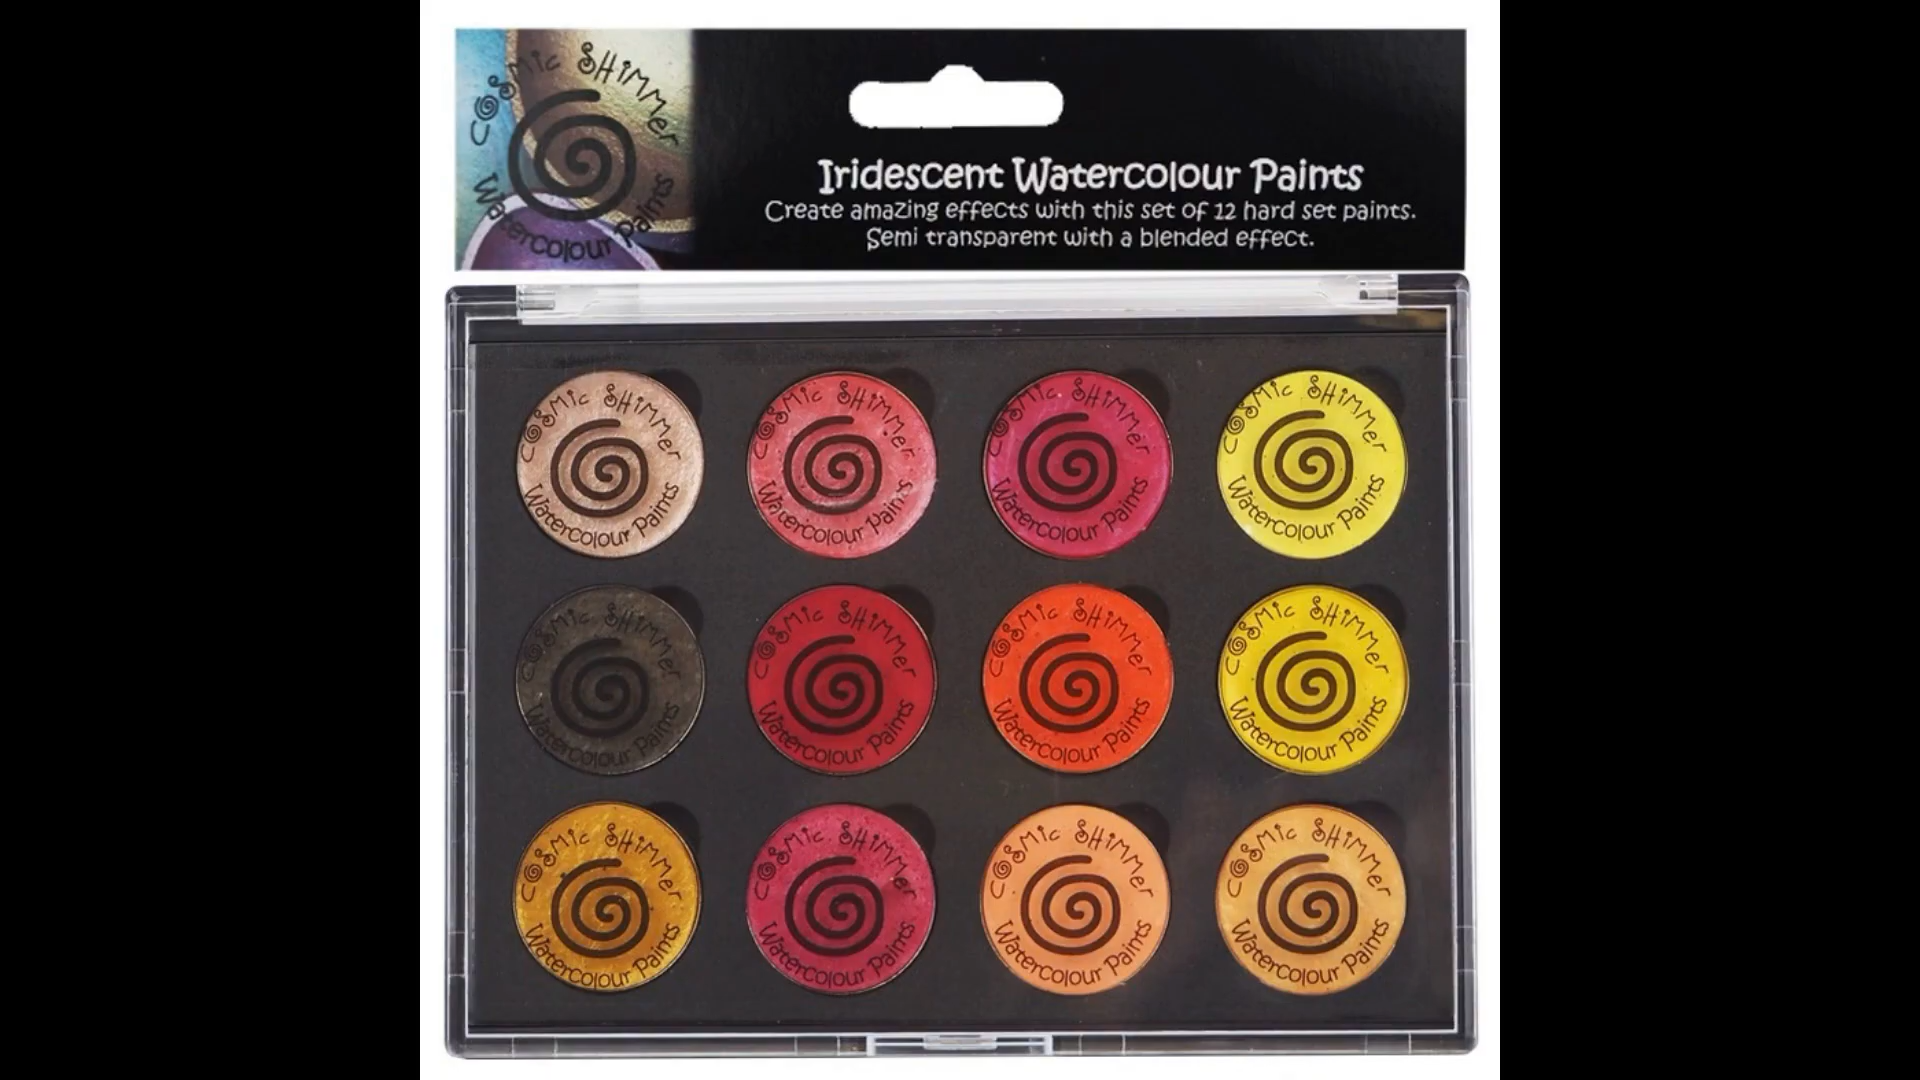 COSMIC SHIMMER
Watercolour Paints
Iridescent Watercolour Paints
Create amazing effects with this set of 12 hard set paints.
Semi transparent with a blended effect.
COSMIC SHIMMER
COSMIC SHIMMER
COSMIC SHIMMER
COSMIC SHIMMER
Watercolour Paints
Watercolour Paints
Watercolour Paints
Watercolour Paints
COSMIC SHIMMER
COSMIC SHIMMER
COSMIC SHIMMER
COSMIC SHIMMER
Watercolour Paints
Watercolour Paints
Watercolour Paints
Watercolour Paints
COSMIC SHIMMER
COSMIC SHIMMER
COSMIC SHIMMER
COSMIC SHIMMER
Watercolour Paints
Watercolour Paints
Watercolour Paints
Watercolour Paints